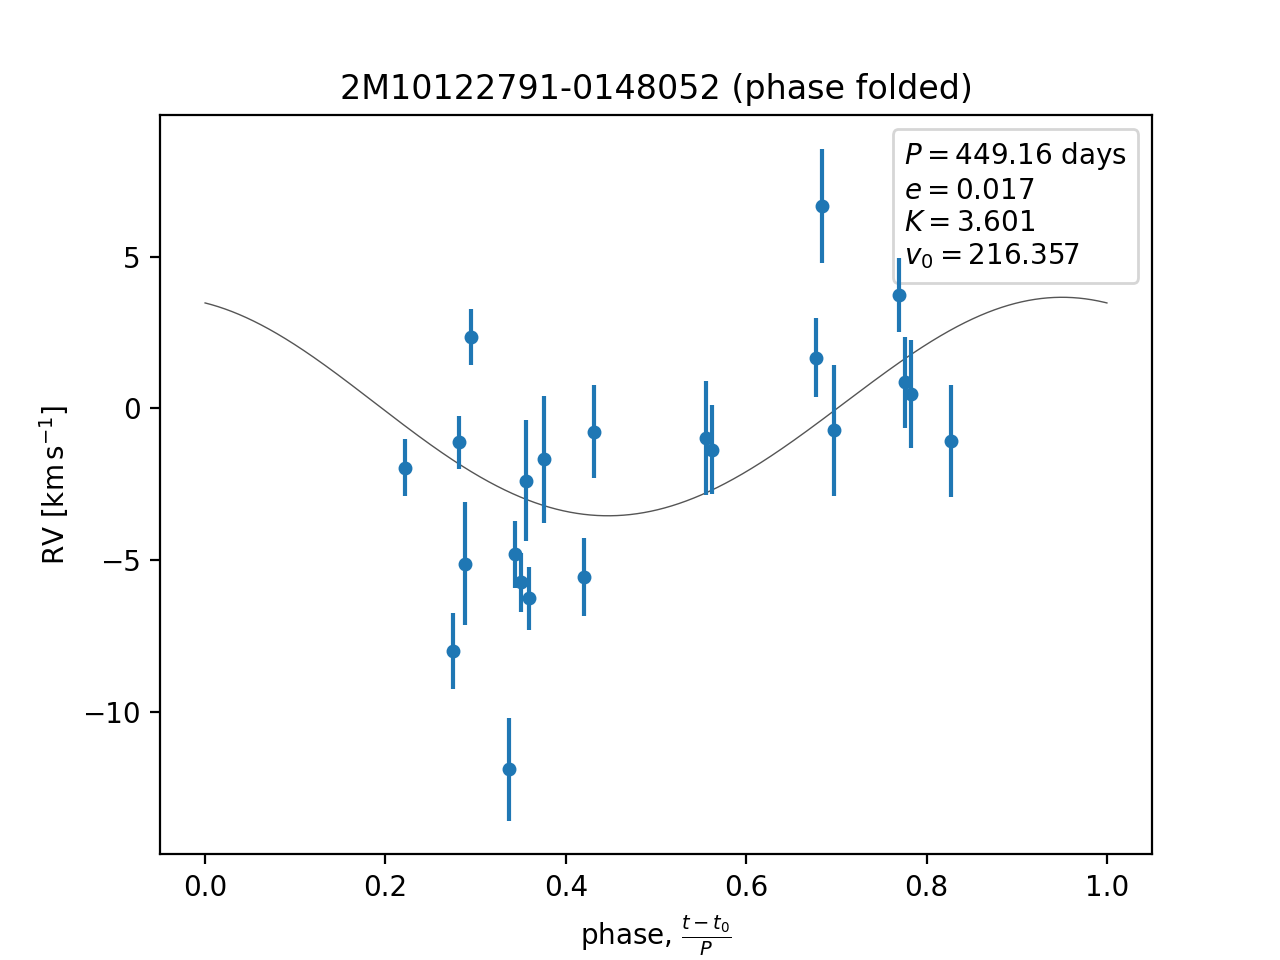 2M10122791-0148052 (phase folded)
P = 449.16 days
e = 0.017
K = 3.601
v₀ = 216.357
5
0
−5
−10
RV [km s⁻¹]
0.0 0.2 0.4 0.6 0.8 1.0
phase, (t − t₀)/P